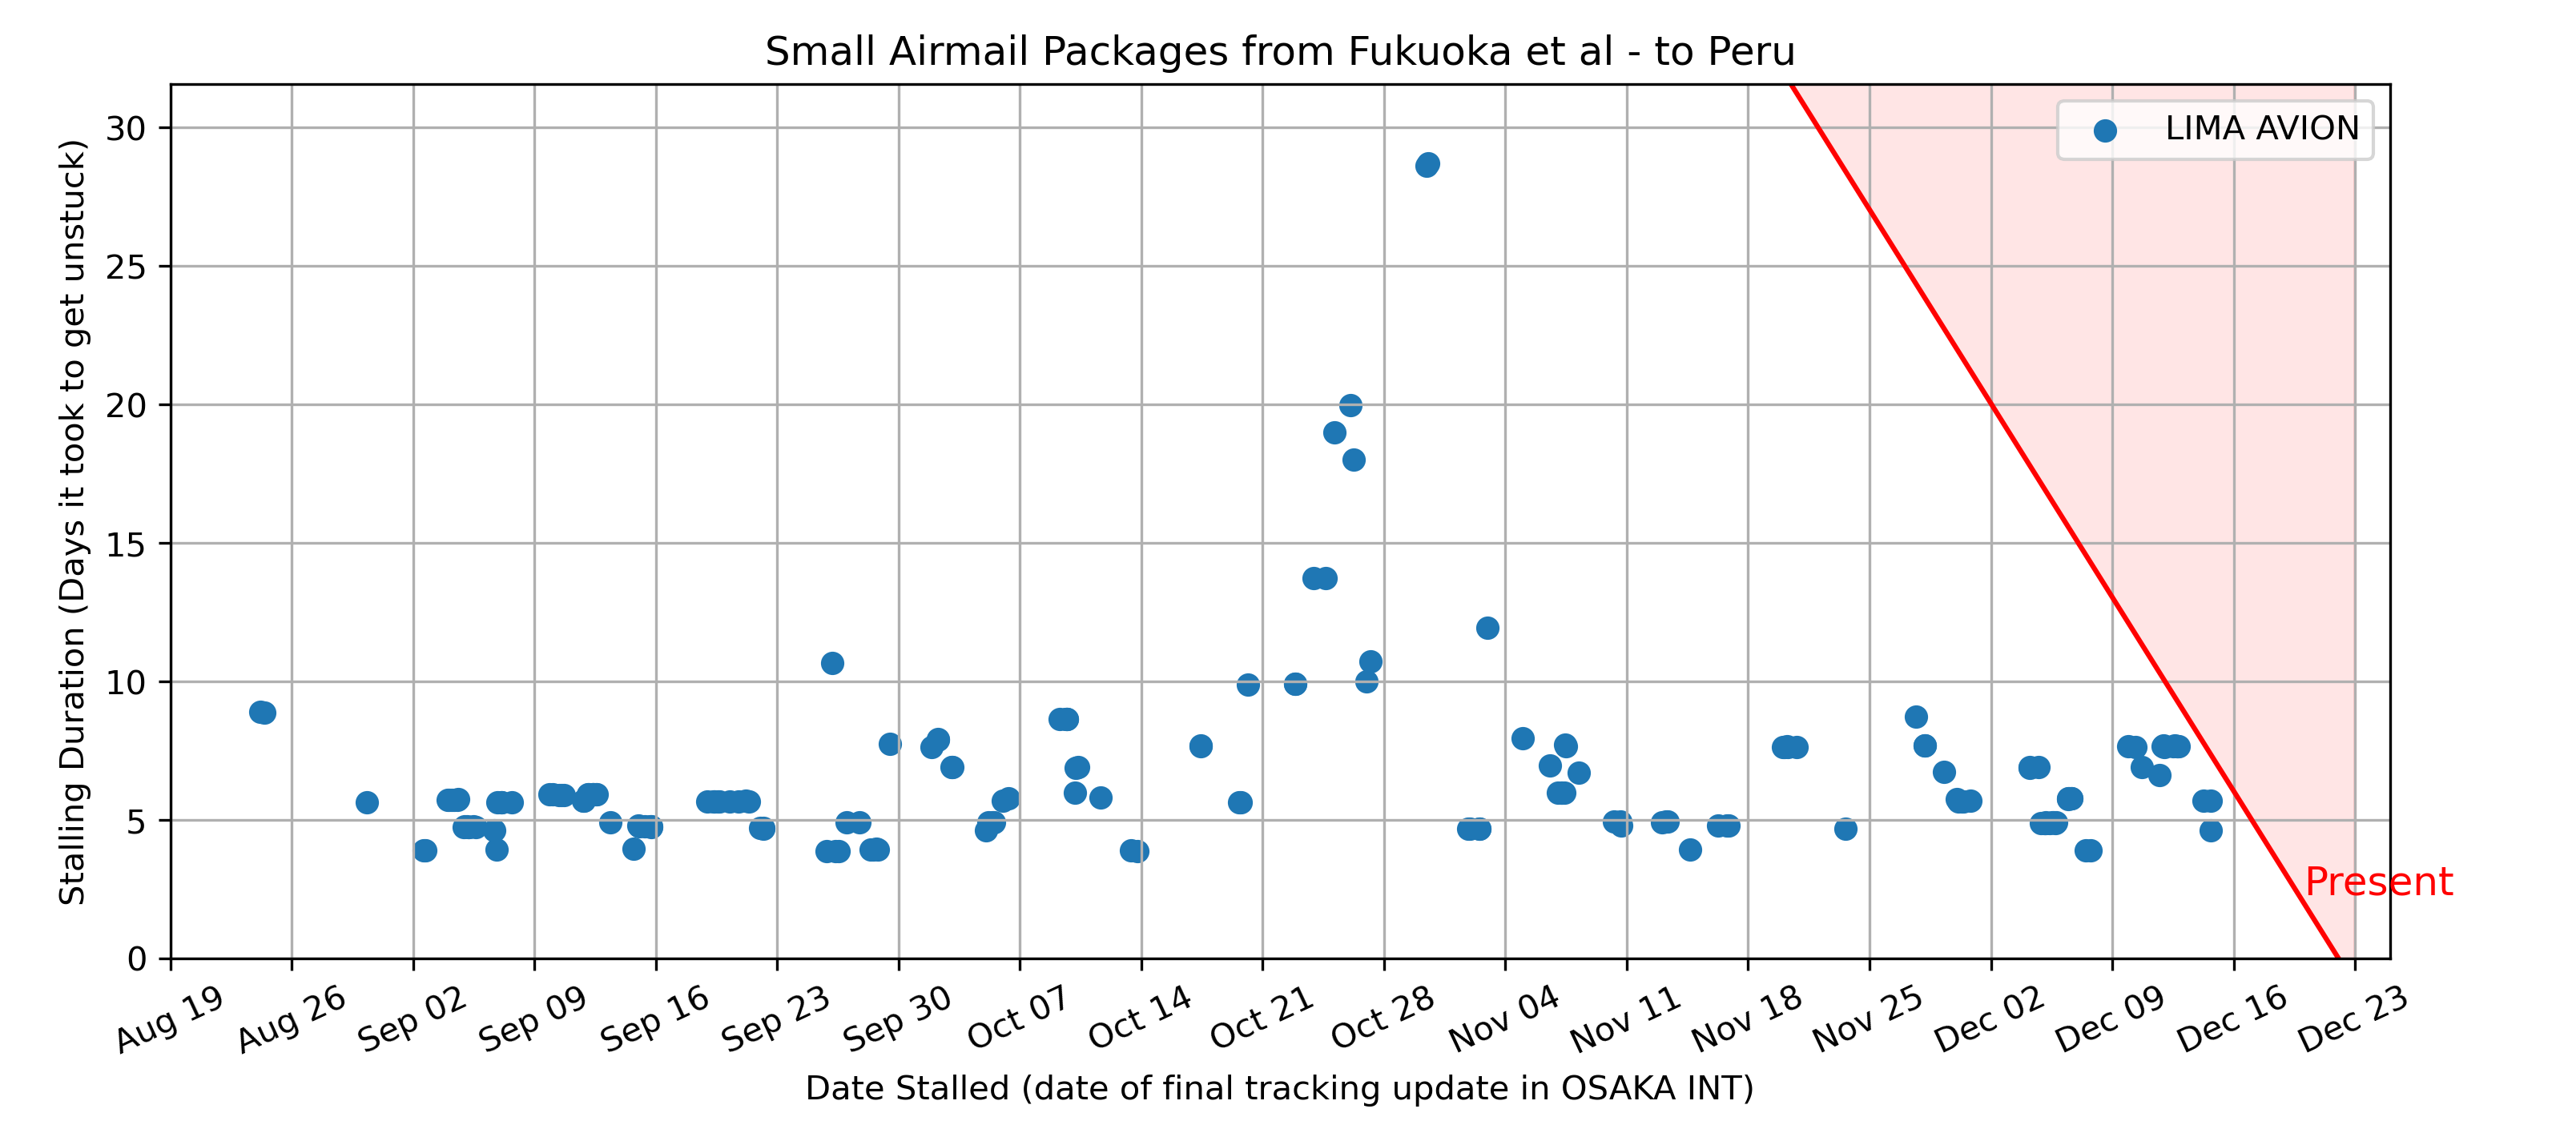 Small Airmail Packages from Fukuoka et al - to Peru
LIMA AVION
30
25
20
15
10
5
0
Stalling Duration (Days it took to get unstuck)
Present
Aug 19
Aug 26
Sep 02
Sep 09
Sep 16
Sep 23
Sep 30
Oct 07
Oct 14
Oct 21
Oct 28
Nov 04
Nov 11
Nov 18
Nov 25
Dec 02
Dec 09
Dec 16
Dec 23
Date Stalled (date of final tracking update in OSAKA INT)